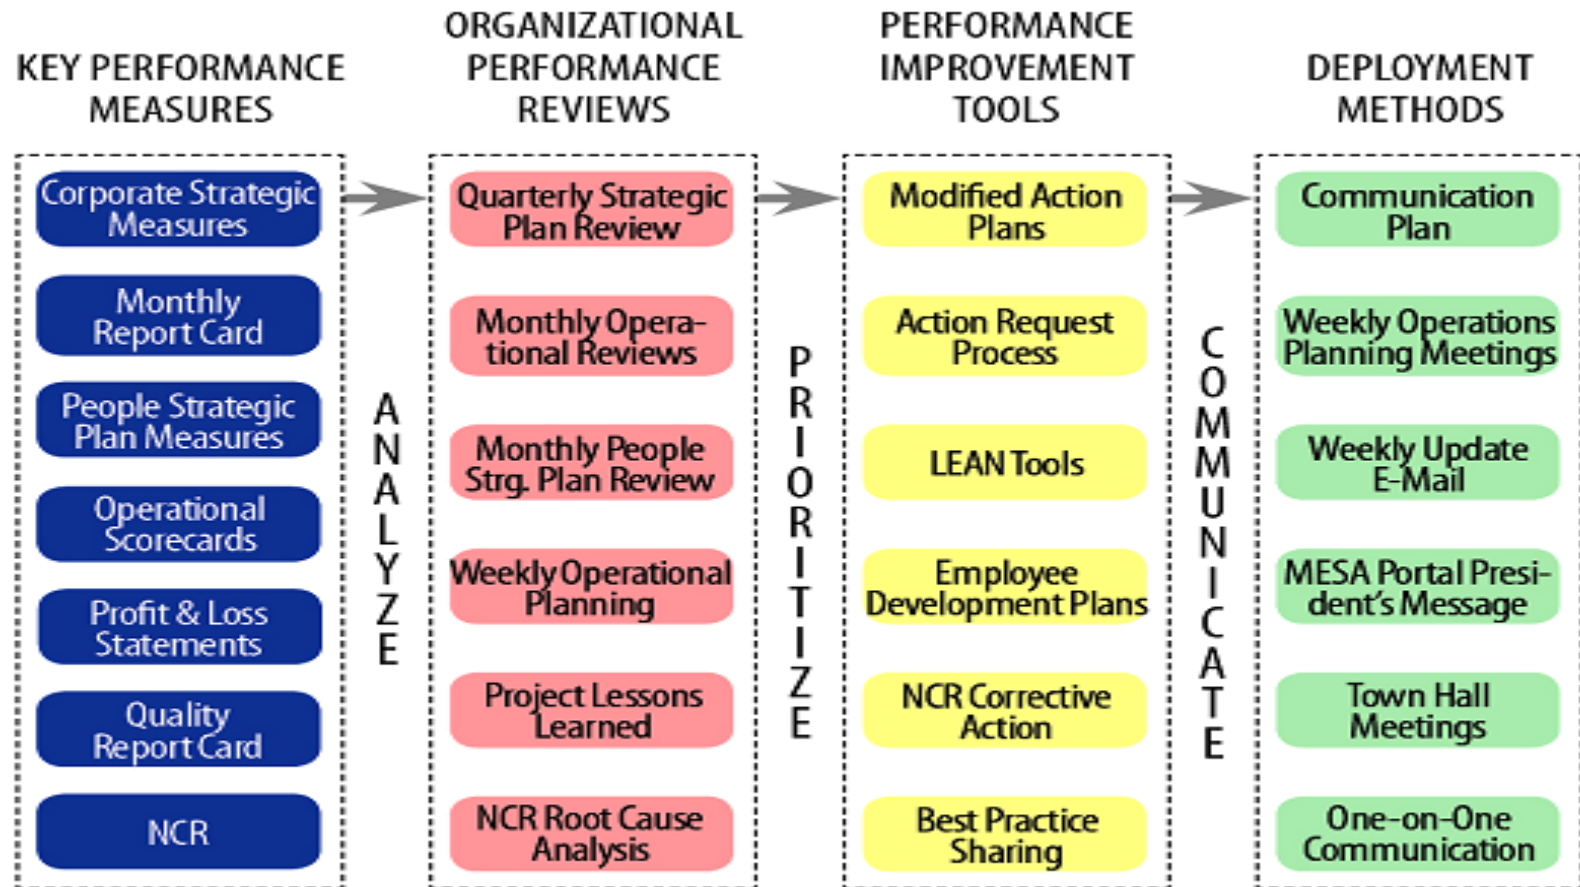 KEY PERFORMANCE
MEASURES
Corporate Strategic
Measures
Monthly
Report Card
People Strategic
Plan Measures
Operational
Scorecards
Profit & Loss
Statements
Quality
Report Card
NCR
ANALYZE
ORGANIZATIONAL
PERFORMANCE
REVIEWS
Quarterly Strategic
Plan Review
Monthly Opera-
tional Reviews
Monthly People
Strg. Plan Review
Weekly Operational
Planning
Project Lessons
Learned
NCR Root Cause
Analysis
PRIORITIZE
PERFORMANCE
IMPROVEMENT
TOOLS
Modified Action
Plans
Action Request
Process
LEAN Tools
Employee
Development Plans
NCR Corrective
Action
Best Practice
Sharing
COMMUNICATE
DEPLOYMENT
METHODS
Communication
Plan
Weekly Operations
Planning Meetings
Weekly Update
E-Mail
MESA Portal Presi-
dent's Message
Town Hall
Meetings
One-on-One
Communication